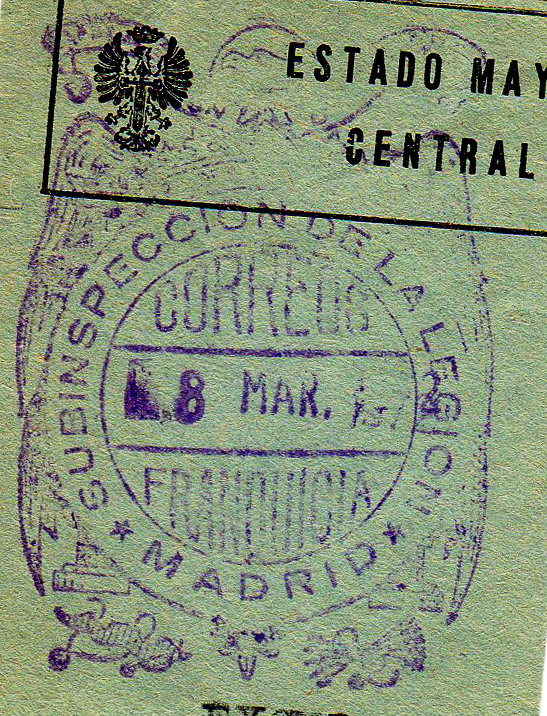 ESTADO MAY
CENTRAL
SUBINSPECCION DE LA LEGION
CORREOS
8 MAR.
FRANQUICIA
* MADRID *